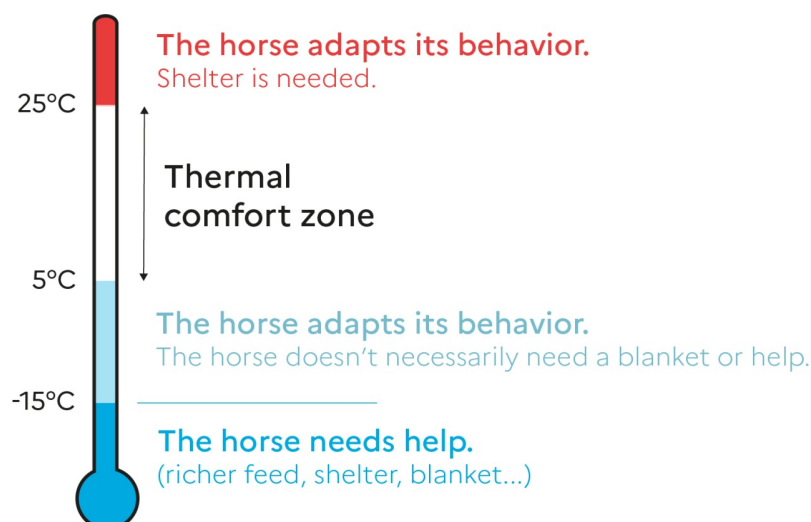 The horse adapts its behavior.
Shelter is needed.
25°C
Thermal
comfort zone
5°C
The horse adapts its behavior.
The horse doesn't necessarily need a blanket or help.
-15°C
The horse needs help.
(richer feed, shelter, blanket...)